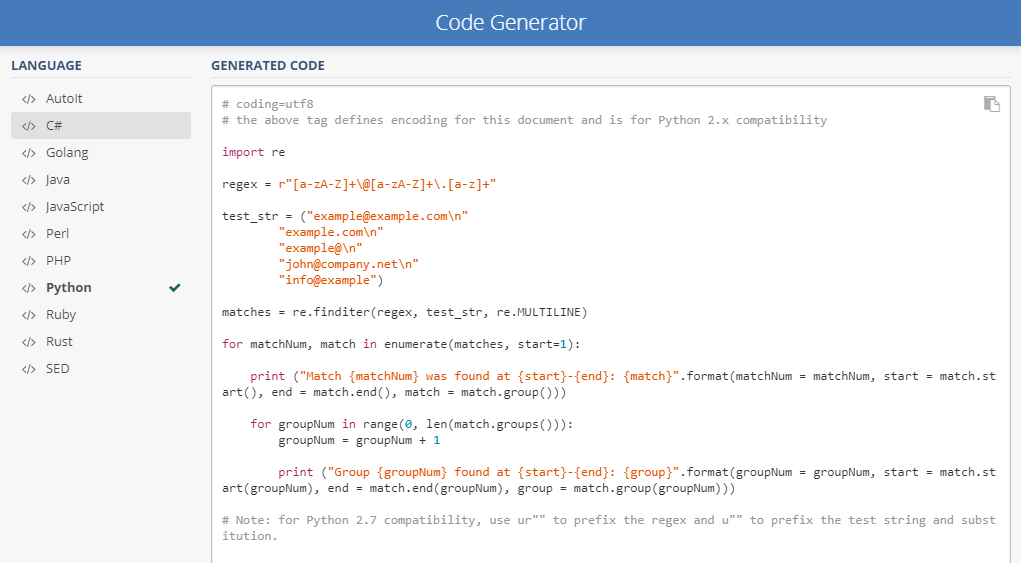 Code Generator
LANGUAGE
</> AutoIt
</> C#
</> Golang
</> Java
</> JavaScript
</> Perl
</> PHP
</> Python
</> Ruby
</> Rust
</> SED
GENERATED CODE
# coding=utf8
# the above tag defines encoding for this document and is for Python 2.x compatibility

import re

regex = r"[a-zA-Z]+\@[a-zA-Z]+\.[a-z]+"

test_str = ("example@example.com\n"
        "example.com\n"
        "example@\n"
        "john@company.net\n"
        "info@example")

matches = re.finditer(regex, test_str, re.MULTILINE)

for matchNum, match in enumerate(matches, start=1):

    print ("Match {matchNum} was found at {start}-{end}: {match}".format(matchNum = matchNum, start = match.st
art(), end = match.end(), match = match.group()))

    for groupNum in range(0, len(match.groups())):
        groupNum = groupNum + 1

        print ("Group {groupNum} found at {start}-{end}: {group}".format(groupNum = groupNum, start = match.st
art(groupNum), end = match.end(groupNum), group = match.group(groupNum)))

# Note: for Python 2.7 compatibility, use ur"" to prefix the regex and u"" to prefix the test string and subst
itution.